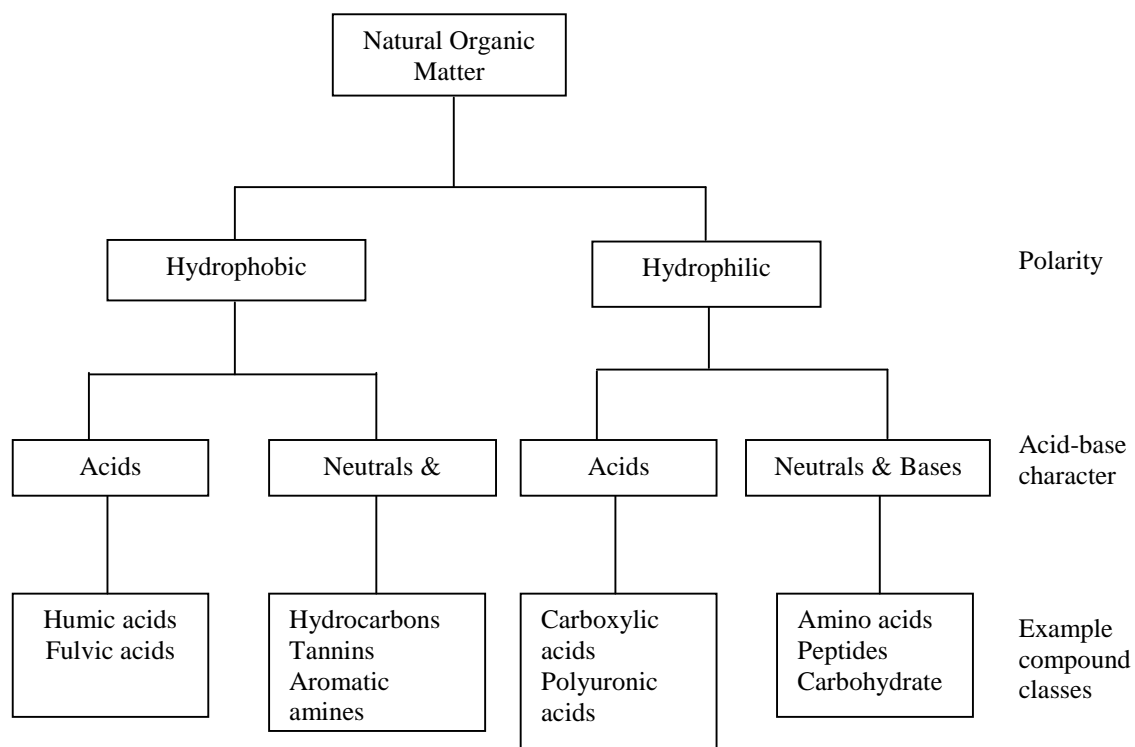 Natural Organic
Matter
Hydrophobic
Hydrophilic
Polarity
Acids
Neutrals &
Acids
Neutrals & Bases
Acid-base
character
Humic acids
Fulvic acids
Hydrocarbons
Tannins
Aromatic
amines
Carboxylic
acids
Polyuronic
acids
Amino acids
Peptides
Carbohydrate
Example
compound
classes